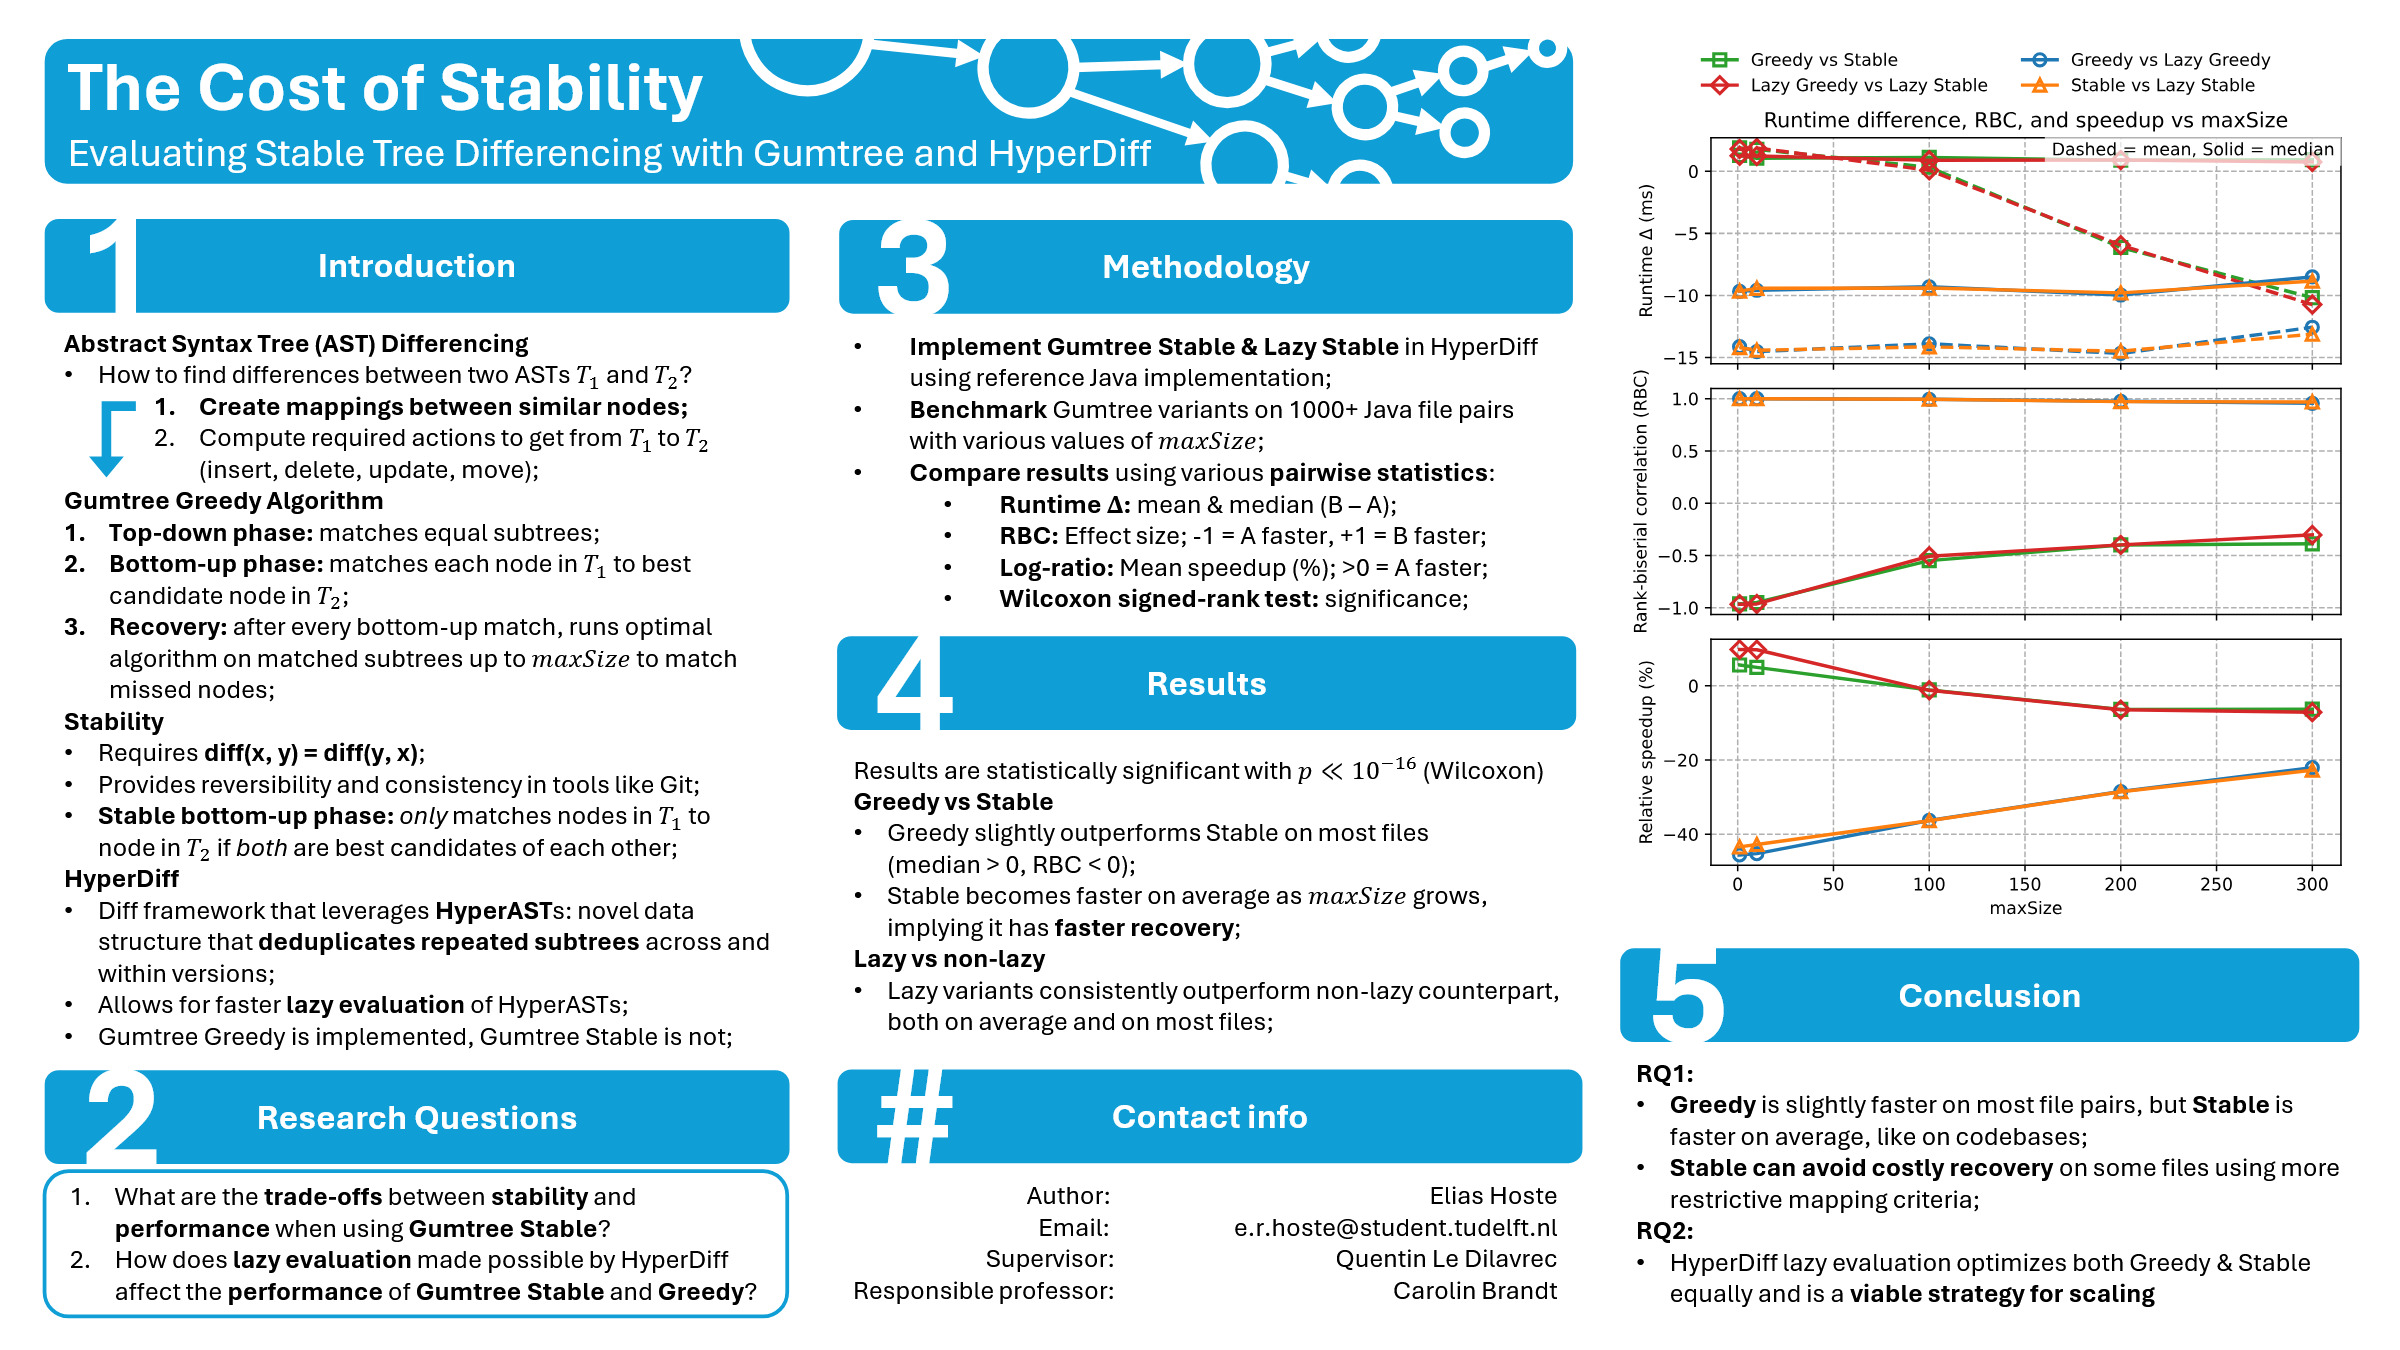 The Cost of Stability
Evaluating Stable Tree Differencing with Gumtree and HyperDiff
1
Introduction
Abstract Syntax Tree (AST) Differencing
• How to find differences between two ASTs T₁ and T₂?
1. Create mappings between similar nodes;
2. Compute required actions to get from T₁ to T₂
(insert, delete, update, move);
Gumtree Greedy Algorithm
1. Top-down phase: matches equal subtrees;
2. Bottom-up phase: matches each node in T₁ to best
candidate node in T₂;
3. Recovery: after every bottom-up match, runs optimal
algorithm on matched subtrees up to maxSize to match
missed nodes;
Stability
• Requires diff(x, y) = diff(y, x);
• Provides reversibility and consistency in tools like Git;
• Stable bottom-up phase: only matches nodes in T₁ to
node in T₂ if both are best candidates of each other;
HyperDiff
• Diff framework that leverages HyperASTs: novel data
structure that deduplicates repeated subtrees across and
within versions;
• Allows for faster lazy evaluation of HyperASTs;
• Gumtree Greedy is implemented, Gumtree Stable is not;
2
Research Questions
1. What are the trade-offs between stability and
performance when using Gumtree Stable?
2. How does lazy evaluation made possible by HyperDiff
affect the performance of Gumtree Stable and Greedy?
3
Methodology
• Implement Gumtree Stable & Lazy Stable in HyperDiff
using reference Java implementation;
• Benchmark Gumtree variants on 1000+ Java file pairs
with various values of maxSize;
• Compare results using various pairwise statistics:
• Runtime Δ: mean & median (B – A);
• RBC: Effect size; -1 = A faster, +1 = B faster;
• Log-ratio: Mean speedup (%); >0 = A faster;
• Wilcoxon signed-rank test: significance;
4
Results
Results are statistically significant with p ≪ 10⁻¹⁶ (Wilcoxon)
Greedy vs Stable
• Greedy slightly outperforms Stable on most files
(median > 0, RBC < 0);
• Stable becomes faster on average as maxSize grows,
implying it has faster recovery;
Lazy vs non-lazy
• Lazy variants consistently outperform non-lazy counterpart,
both on average and on most files;
#
Contact info
Author: Elias Hoste
Email: e.r.hoste@student.tudelft.nl
Supervisor: Quentin Le Dilavrec
Responsible professor: Carolin Brandt
Greedy vs Stable
Greedy vs Lazy Greedy
Lazy Greedy vs Lazy Stable
Stable vs Lazy Stable
Runtime difference, RBC, and speedup vs maxSize
Dashed = mean, Solid = median
Runtime Δ (ms)
0
−5
−10
−15
Rank-biserial correlation (RBC)
1.0
0.5
0.0
−0.5
−1.0
Relative speedup (%)
0
−20
−40
0 50 100 150 200 250 300
maxSize
5
Conclusion
RQ1:
• Greedy is slightly faster on most file pairs, but Stable is
faster on average, like on codebases;
• Stable can avoid costly recovery on some files using more
restrictive mapping criteria;
RQ2:
• HyperDiff lazy evaluation optimizes both Greedy & Stable
equally and is a viable strategy for scaling